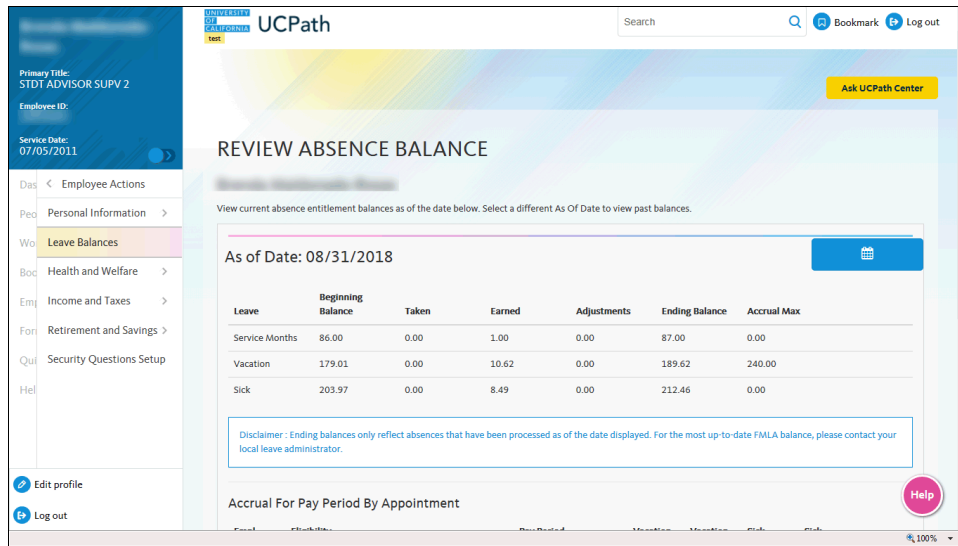 UNIVERSITY
OF
CALIFORNIA
test
UCPath
Search
Bookmark
Log out
Primary Title:
STDT ADVISOR SUPV 2
Employee ID:
Service Date:
07/05/2011
Ask UCPath Center
REVIEW ABSENCE BALANCE
View current absence entitlement balances as of the date below. Select a different As Of Date to view past balances.
Das
Employee Actions
Peo
Personal Information
Wo
Leave Balances
Boo
Health and Welfare
Emp
Income and Taxes
For
Retirement and Savings
Qui
Security Questions Setup
Hel
Edit profile
Log out
As of Date: 08/31/2018
Leave Beginning Balance Taken Earned Adjustments Ending Balance Accrual Max
Service Months 86.00 0.00 1.00 0.00 87.00 0.00
Vacation 179.01 0.00 10.62 0.00 189.62 240.00
Sick 203.97 0.00 8.49 0.00 212.46 0.00
Disclaimer : Ending balances only reflect absences that have been processed as of the date displayed. For the most up-to-date FMLA balance, please contact your
local leave administrator.
Accrual For Pay Period By Appointment
Help
100%